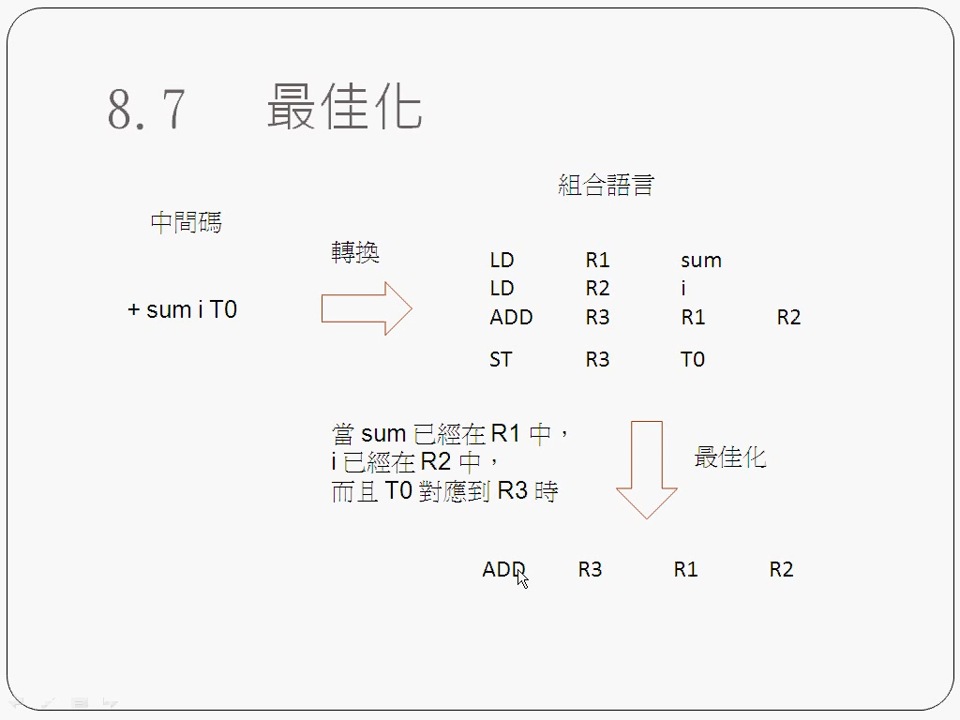 8.7 最佳化
組合語言
中間碼
轉換
+ sum i T0
LD R1 sum
LD R2 i
ADD R3 R1 R2
ST R3 T0
當 sum 已經在 R1 中，
i 已經在 R2 中，
而且 T0 對應到 R3 時
最佳化
ADD R3 R1 R2